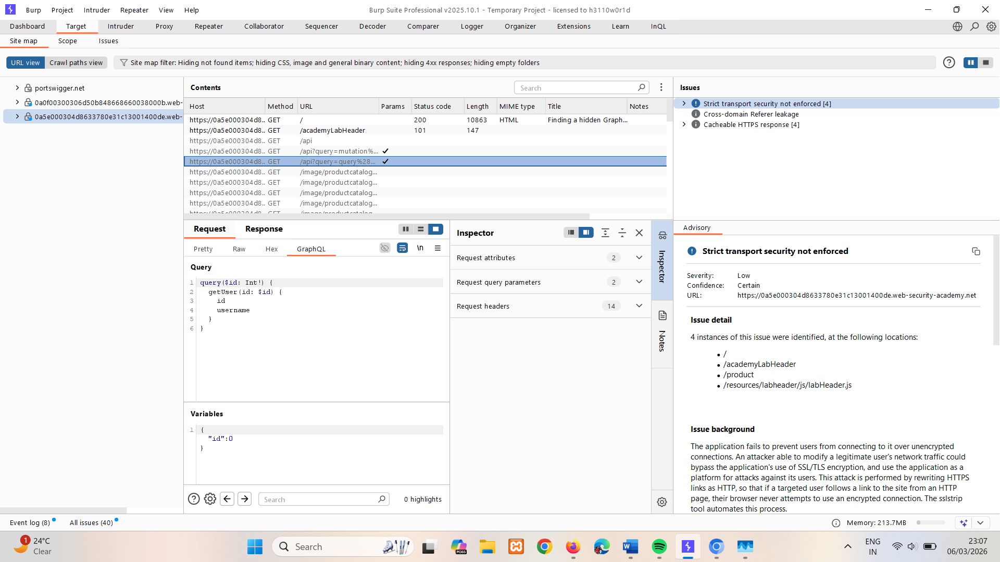 Burp Project Intruder Repeater View Help
Burp Suite Professional v2025.10.1 - Temporary Project - licensed to h3110w0r1d
Dashboard Target Intruder Proxy Repeater Collaborator Sequencer Decoder Comparer Logger Organizer Extensions Learn InQL
Site map Scope Issues
URL view Crawl paths view
Site map filter: Hiding not found items; hiding CSS, image and general binary content; hiding 4xx responses; hiding empty folders
portswigger.net
0a0f00300306d50b848668660038000b.web-
0a5e000304d8633780e31c13001400de.web-
Contents
Search
Host Method URL Params Status code Length MIME type Title Notes
https://0a5e000304d8.. GET / 200 10863 HTML Finding a hidden Graph...
https://0a5e000304d8.. GET /academyLabHeader 101 147
https://0a5e000304d8.. GET /api
https://0a5e000304d8.. GET /api?query=mutation%... ✓
https://0a5e000304d8.. GET /api?query=query%28... ✓
https://0a5e000304d8.. GET /image/productcatalog...
https://0a5e000304d8.. GET /image/productcatalog...
https://0a5e000304d8.. GET /image/productcatalog...
https://0a5e000304d8.. GET /image/productcatalog...
https://0a5e000304d8.. GET /image/productcatalog...
Issues
Strict transport security not enforced [4]
Cross-domain Referer leakage
Cacheable HTTPS response [4]
Request Response
Pretty Raw Hex GraphQL
\n
Query
1 query($id: Int!) {
2 getUser(id: $id) {
3 id
4 username
5 }
6 }
Variables
1 {
"id":0
}
Search
0 highlights
Inspector
Request attributes 2
Request query parameters 2
Request headers 14
Inspector
Notes
Advisory
Strict transport security not enforced
Severity: Low
Confidence: Certain
URL: https://0a5e000304d8633780e31c13001400de.web-security-academy.net
Issue detail
4 instances of this issue were identified, at the following locations:
• /
• /academyLabHeader
• /product
• /resources/labheader/js/labHeader.js
Issue background
The application fails to prevent users from connecting to it over unencrypted
connections. An attacker able to modify a legitimate user's network traffic could
bypass the application's use of SSL/TLS encryption, and use the application as a
platform for attacks against its users. This attack is performed by rewriting HTTPS
links as HTTP, so that if a targeted user follows a link to the site from an HTTP
page, their browser never attempts to use an encrypted connection. The sslstrip
tool automates this process.
Event log (8) All issues (40)
Memory: 213.7MB
1
24°C
Clear
Search
M365
ENG
IN
23:07
06/03/2026